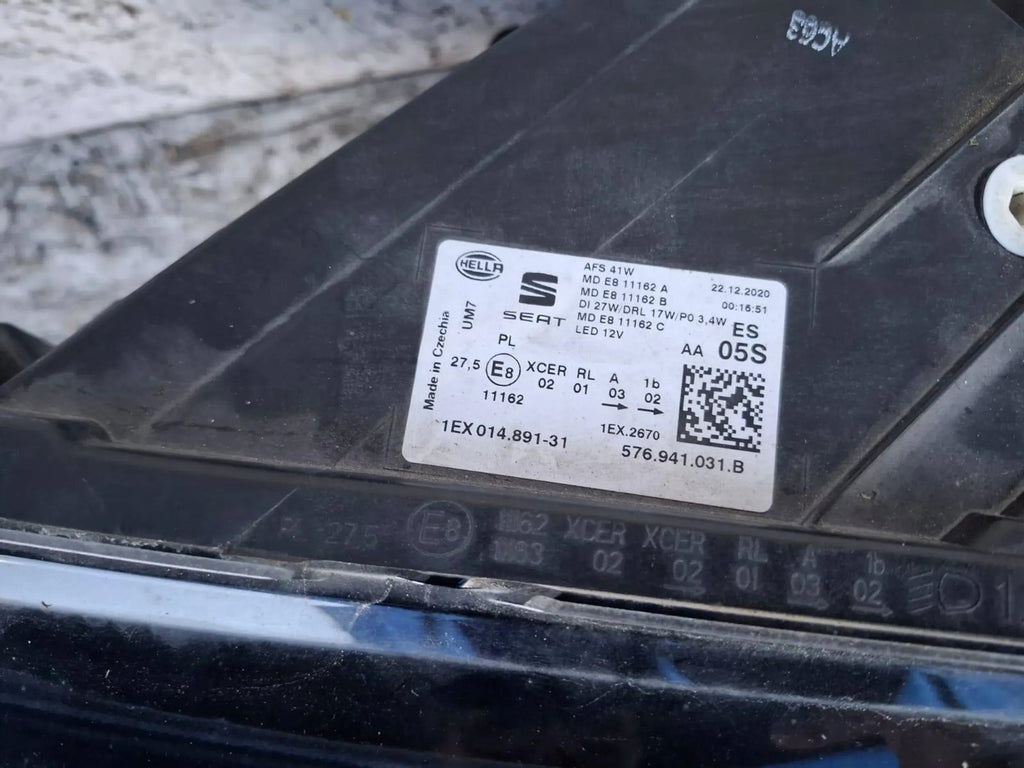 AC63
HELLA
SEAT
AFS 41W
MD E8 11162 A
MD E8 11162 B
DI 27W/DRL 17W/PO 3,4W
MD E8 11162 C
LED 12V
22.12.2020
00:16:51
ES
AA 05S
Made in Czechia
UM7
PL
27,5 E8 XCER RL A 1b
02 01 03 02
11162
→ →
1EX 014.891-31
1EX.2670
576.941.031.B
27,5 E8 XCER XCER RL A 1b
02 02 01 03 02